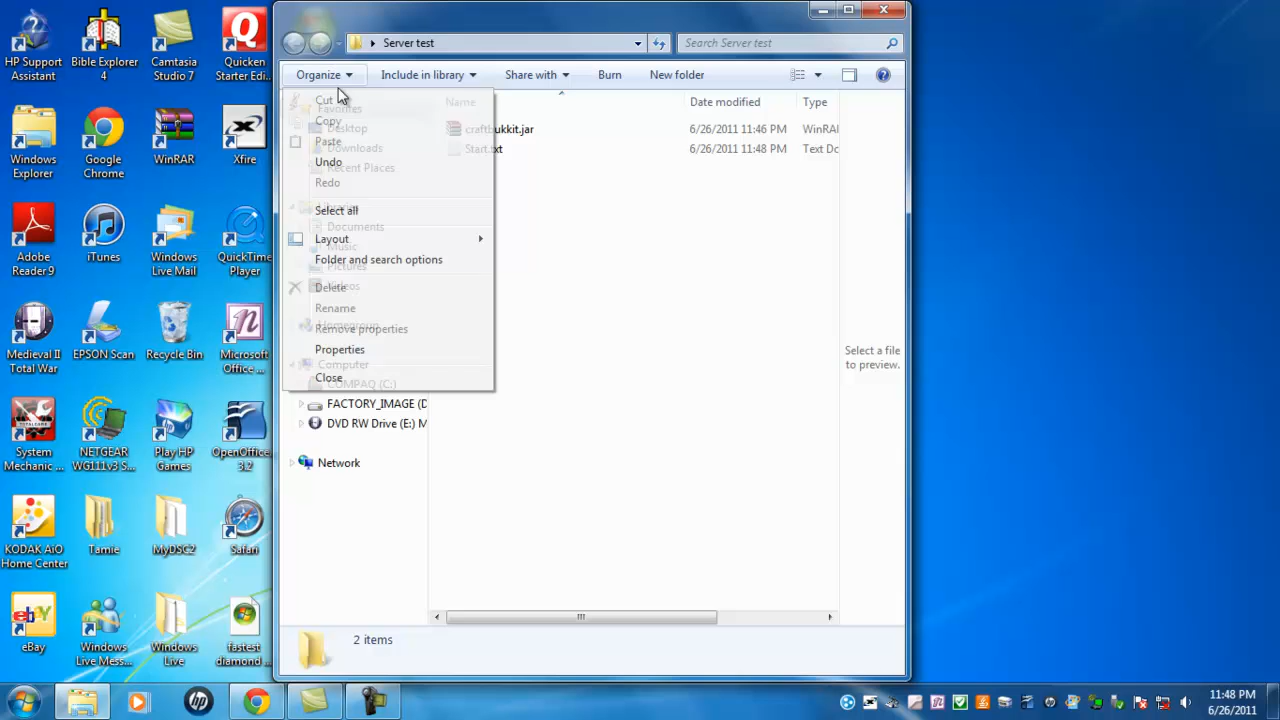 HP Support Assistant
Bible Explorer 4
Camtasia Studio 7
Quicken Starter Edi...
Windows Explorer
Google Chrome
WinRAR
Xfire
Adobe Reader 9
iTunes
Windows Live Mail
QuickTime Player
Medieval II Total War
EPSON Scan
Recycle Bin
Microsoft Office ...
System Mechanic ...
NETGEAR WG111v3 S...
Play HP Games
OpenOffice 3.2
KODAK AiO Home Center
Tamie
MyDSC2
Safari
eBay
Windows Live Mess...
Windows Live
fastest diamond ...
Server test
Search Server test
Organize
Include in library
Share with
Burn
New folder
Cut
Copy
Paste
Undo
Redo
Select all
Layout
Folder and search options
Delete
Rename
Remove properties
Properties
Close
Favorites
Desktop
Downloads
Recent Places
Libraries
Documents
Music
Pictures
Videos
Homegroup
Computer
COMPAQ (C:)
FACTORY_IMAGE (D
DVD RW Drive (E:) M
Network
Name
Date modified
Type
craftbukkit.jar
6/26/2011 11:46 PM
WinRA
Start.txt
6/26/2011 11:48 PM
Text Do
Select a file to preview.
2 items
11:48 PM
6/26/2011